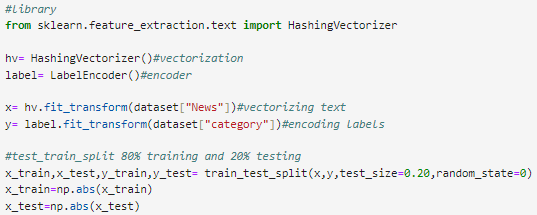 #library
from sklearn.feature_extraction.text import HashingVectorizer
hv= HashingVectorizer()#vectorization
label= LabelEncoder()#encoder
x= hv.fit_transform(dataset["News"])#vectorizing text
y= label.fit_transform(dataset["category"])#encoding labels
#test_train_split 80% training and 20% testing
x_train,x_test,y_train,y_test= train_test_split(x,y,test_size=0.20,random_state=0)
x_train=np.abs(x_train)
x_test=np.abs(x_test)